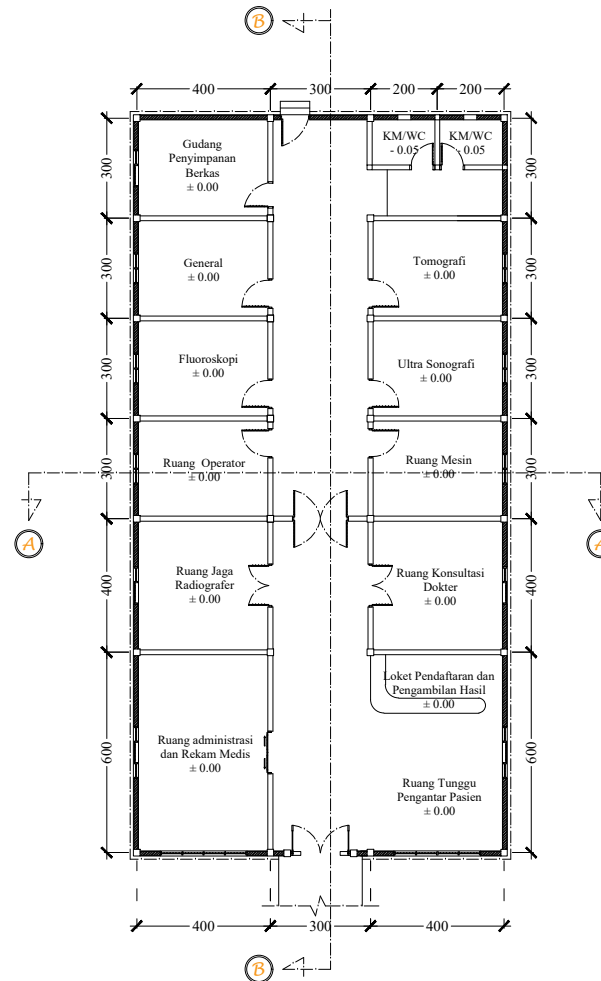 B
400
300
200
200
Gudang
Penyimpanan
Berkas
± 0.00
KM/WC
- 0.05
KM/WC
- 0.05
300
300
General
± 0.00
Tomografi
± 0.00
300
300
Fluoroskopi
± 0.00
Ultra Sonografi
± 0.00
300
300
Ruang Operator
± 0.00
Ruang Mesin
± 0.00
300
300
A
A
Ruang Jaga
Radiografer
± 0.00
Ruang Konsultasi
Dokter
± 0.00
400
400
Loket Pendaftaran dan
Pengambilan Hasil
± 0.00
Ruang administrasi
dan Rekam Medis
± 0.00
600
600
Ruang Tunggu
Pengantar Pasien
± 0.00
400
300
400
B